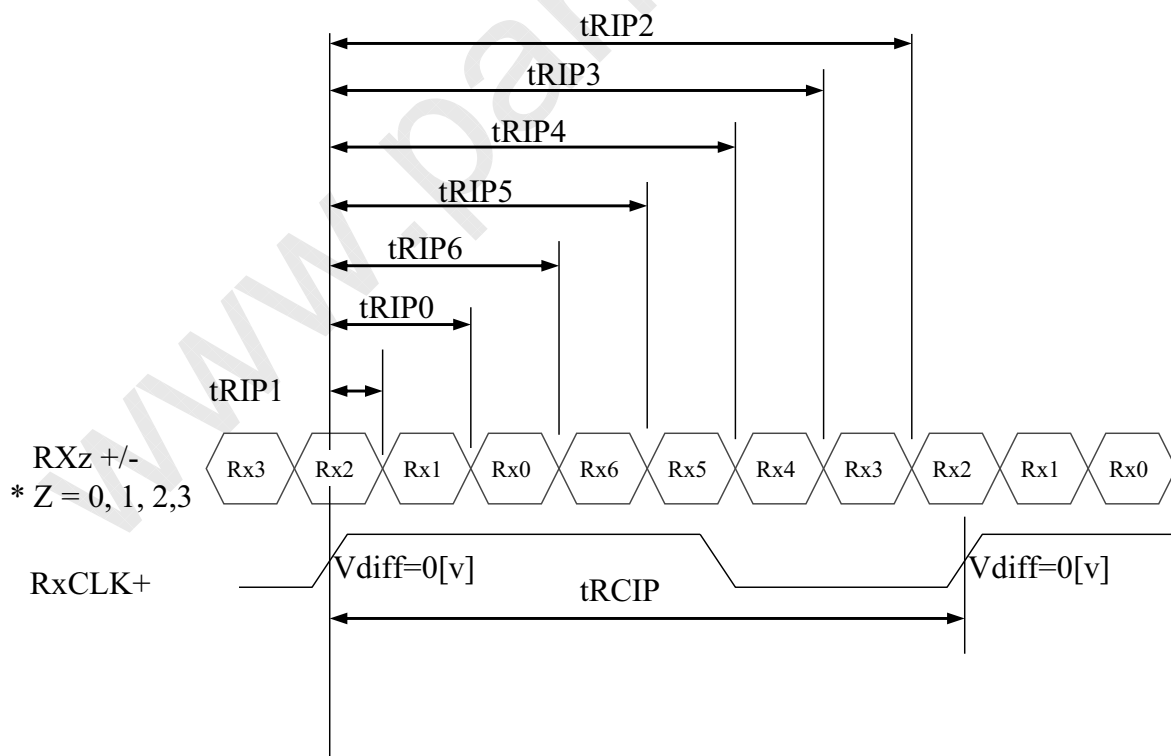 tRIP2
tRIP3
tRIP4
tRIP5
tRIP6
tRIP0
tRIP1
RXz +/-
* Z = 0, 1, 2,3
Rx3 Rx2 Rx1 Rx0 Rx6 Rx5 Rx4 Rx3 Rx2 Rx1 Rx0
RxCLK+
Vdiff=0[v] Vdiff=0[v]
tRCIP